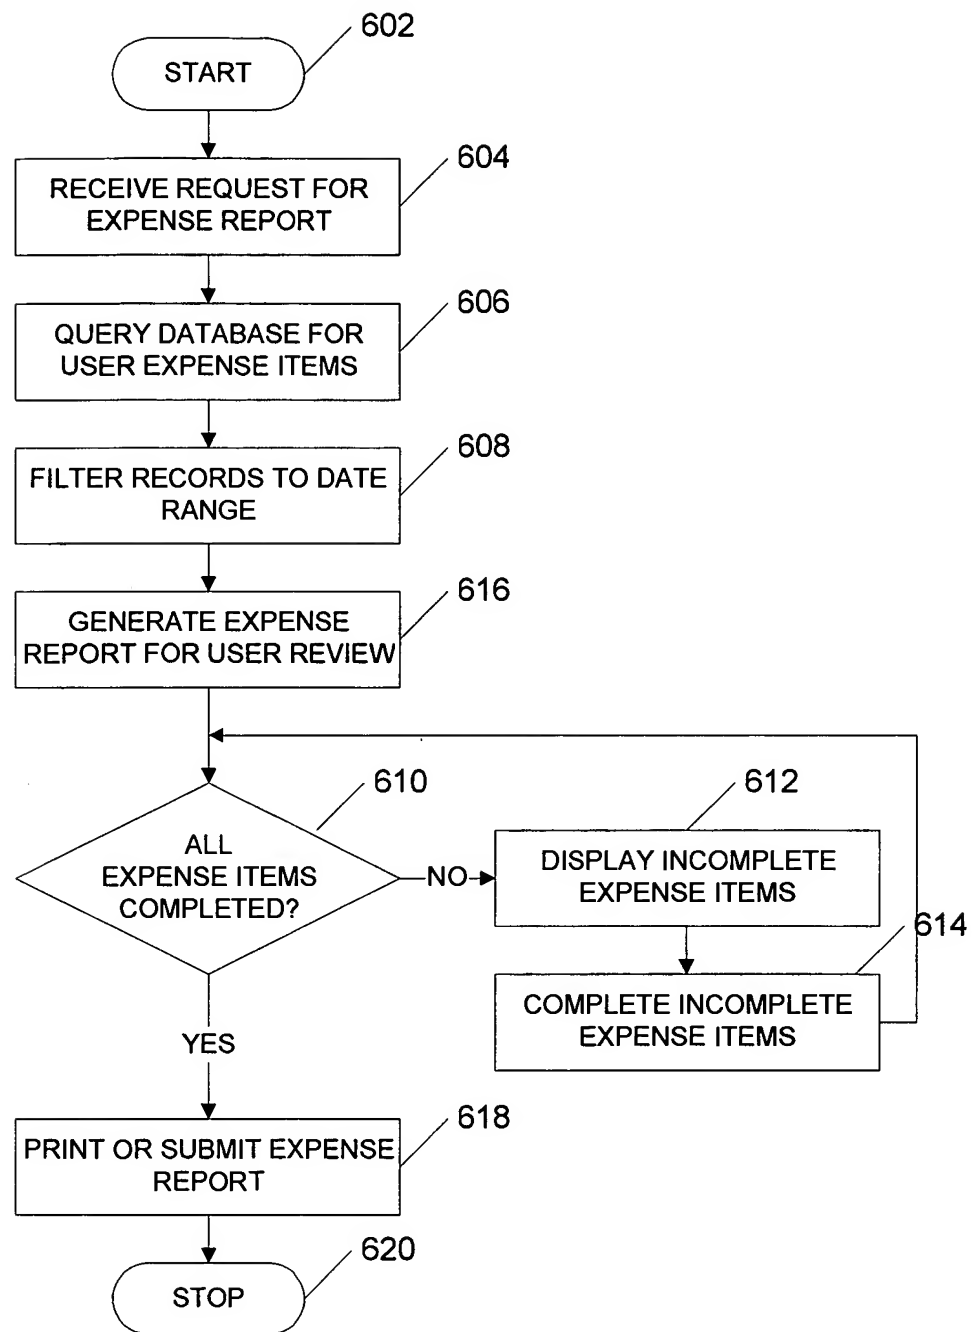 602
START
604
RECEIVE REQUEST FOR
EXPENSE REPORT
606
QUERY DATABASE FOR
USER EXPENSE ITEMS
608
FILTER RECORDS TO DATE
RANGE
616
GENERATE EXPENSE
REPORT FOR USER REVIEW
610
ALL
EXPENSE ITEMS
COMPLETED?
NO
612
DISPLAY INCOMPLETE
EXPENSE ITEMS
614
COMPLETE INCOMPLETE
EXPENSE ITEMS
YES
618
PRINT OR SUBMIT EXPENSE
REPORT
620
STOP